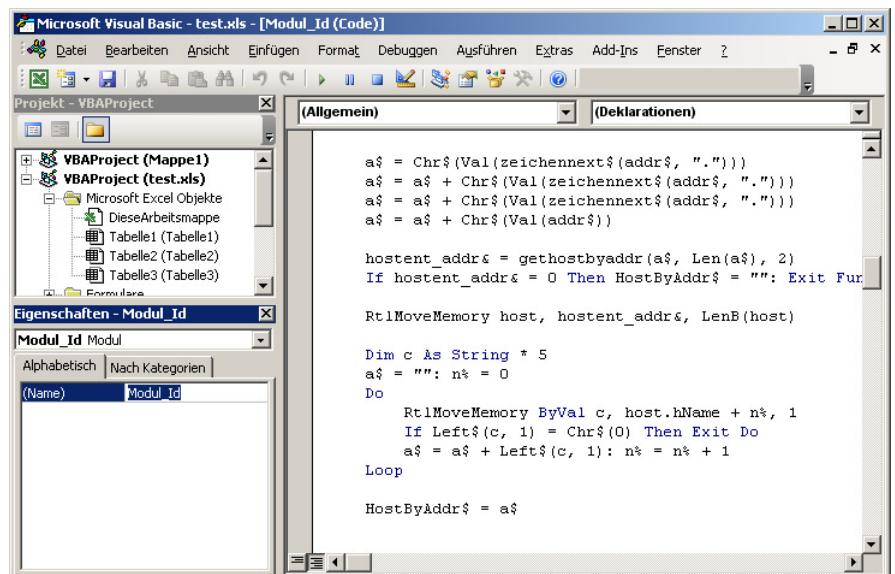 Microsoft Visual Basic - test.xls - [Modul_Id (Code)]
Datei Bearbeiten Ansicht Einfügen Format Debuggen Ausführen Extras Add-Ins Fenster ?
Projekt - VBAProject
VBAProject (Mappe1)
VBAProject (test.xls)
Microsoft Excel Objekte
DieseArbeitsmappe
Tabelle1 (Tabelle1)
Tabelle2 (Tabelle2)
Tabelle3 (Tabelle3)
Formulare
Eigenschaften - Modul_Id
Modul_Id Modul
Alphabetisch Nach Kategorien
(Name) Modul_Id
(Allgemein) (Deklarationen)
a$ = Chr$(Val(zeichennext$(addr$, ".")))
a$ = a$ + Chr$(Val(zeichennext$(addr$, ".")))
a$ = a$ + Chr$(Val(zeichennext$(addr$, ".")))
a$ = a$ + Chr$(Val(addr$))
hostent_addr& = gethostbyaddr(a$, Len(a$), 2)
If hostent_addr& = 0 Then HostByAddr$ = "": Exit Fur
RtlMoveMemory host, hostent_addr&, LenB(host)
Dim c As String * 5
a$ = "": n% = 0
Do
RtlMoveMemory ByVal c, host.hName + n%, 1
If Left$(c, 1) = Chr$(0) Then Exit Do
a$ = a$ + Left$(c, 1): n% = n% + 1
Loop
HostByAddr$ = a$